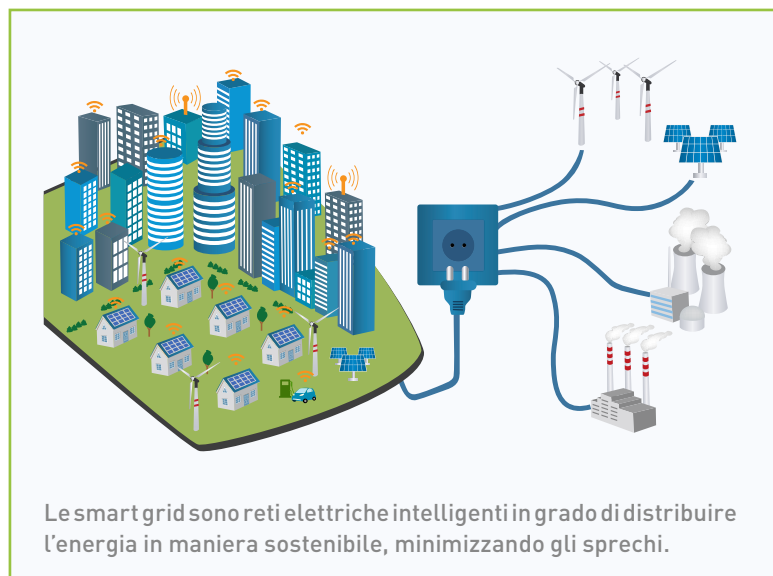 Le smart grid sono reti elettriche intelligenti in grado di distribuire
l’energia in maniera sostenibile, minimizzando gli sprechi.